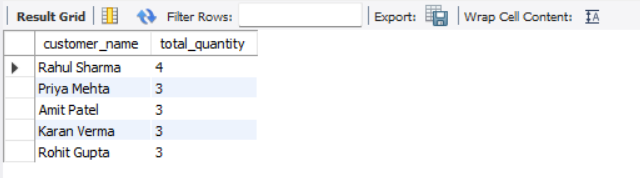 Result Grid Filter Rows: Export: Wrap Cell Content: IA
customer_name total_quantity
Rahul Sharma 4
Priya Mehta 3
Amit Patel 3
Karan Verma 3
Rohit Gupta 3